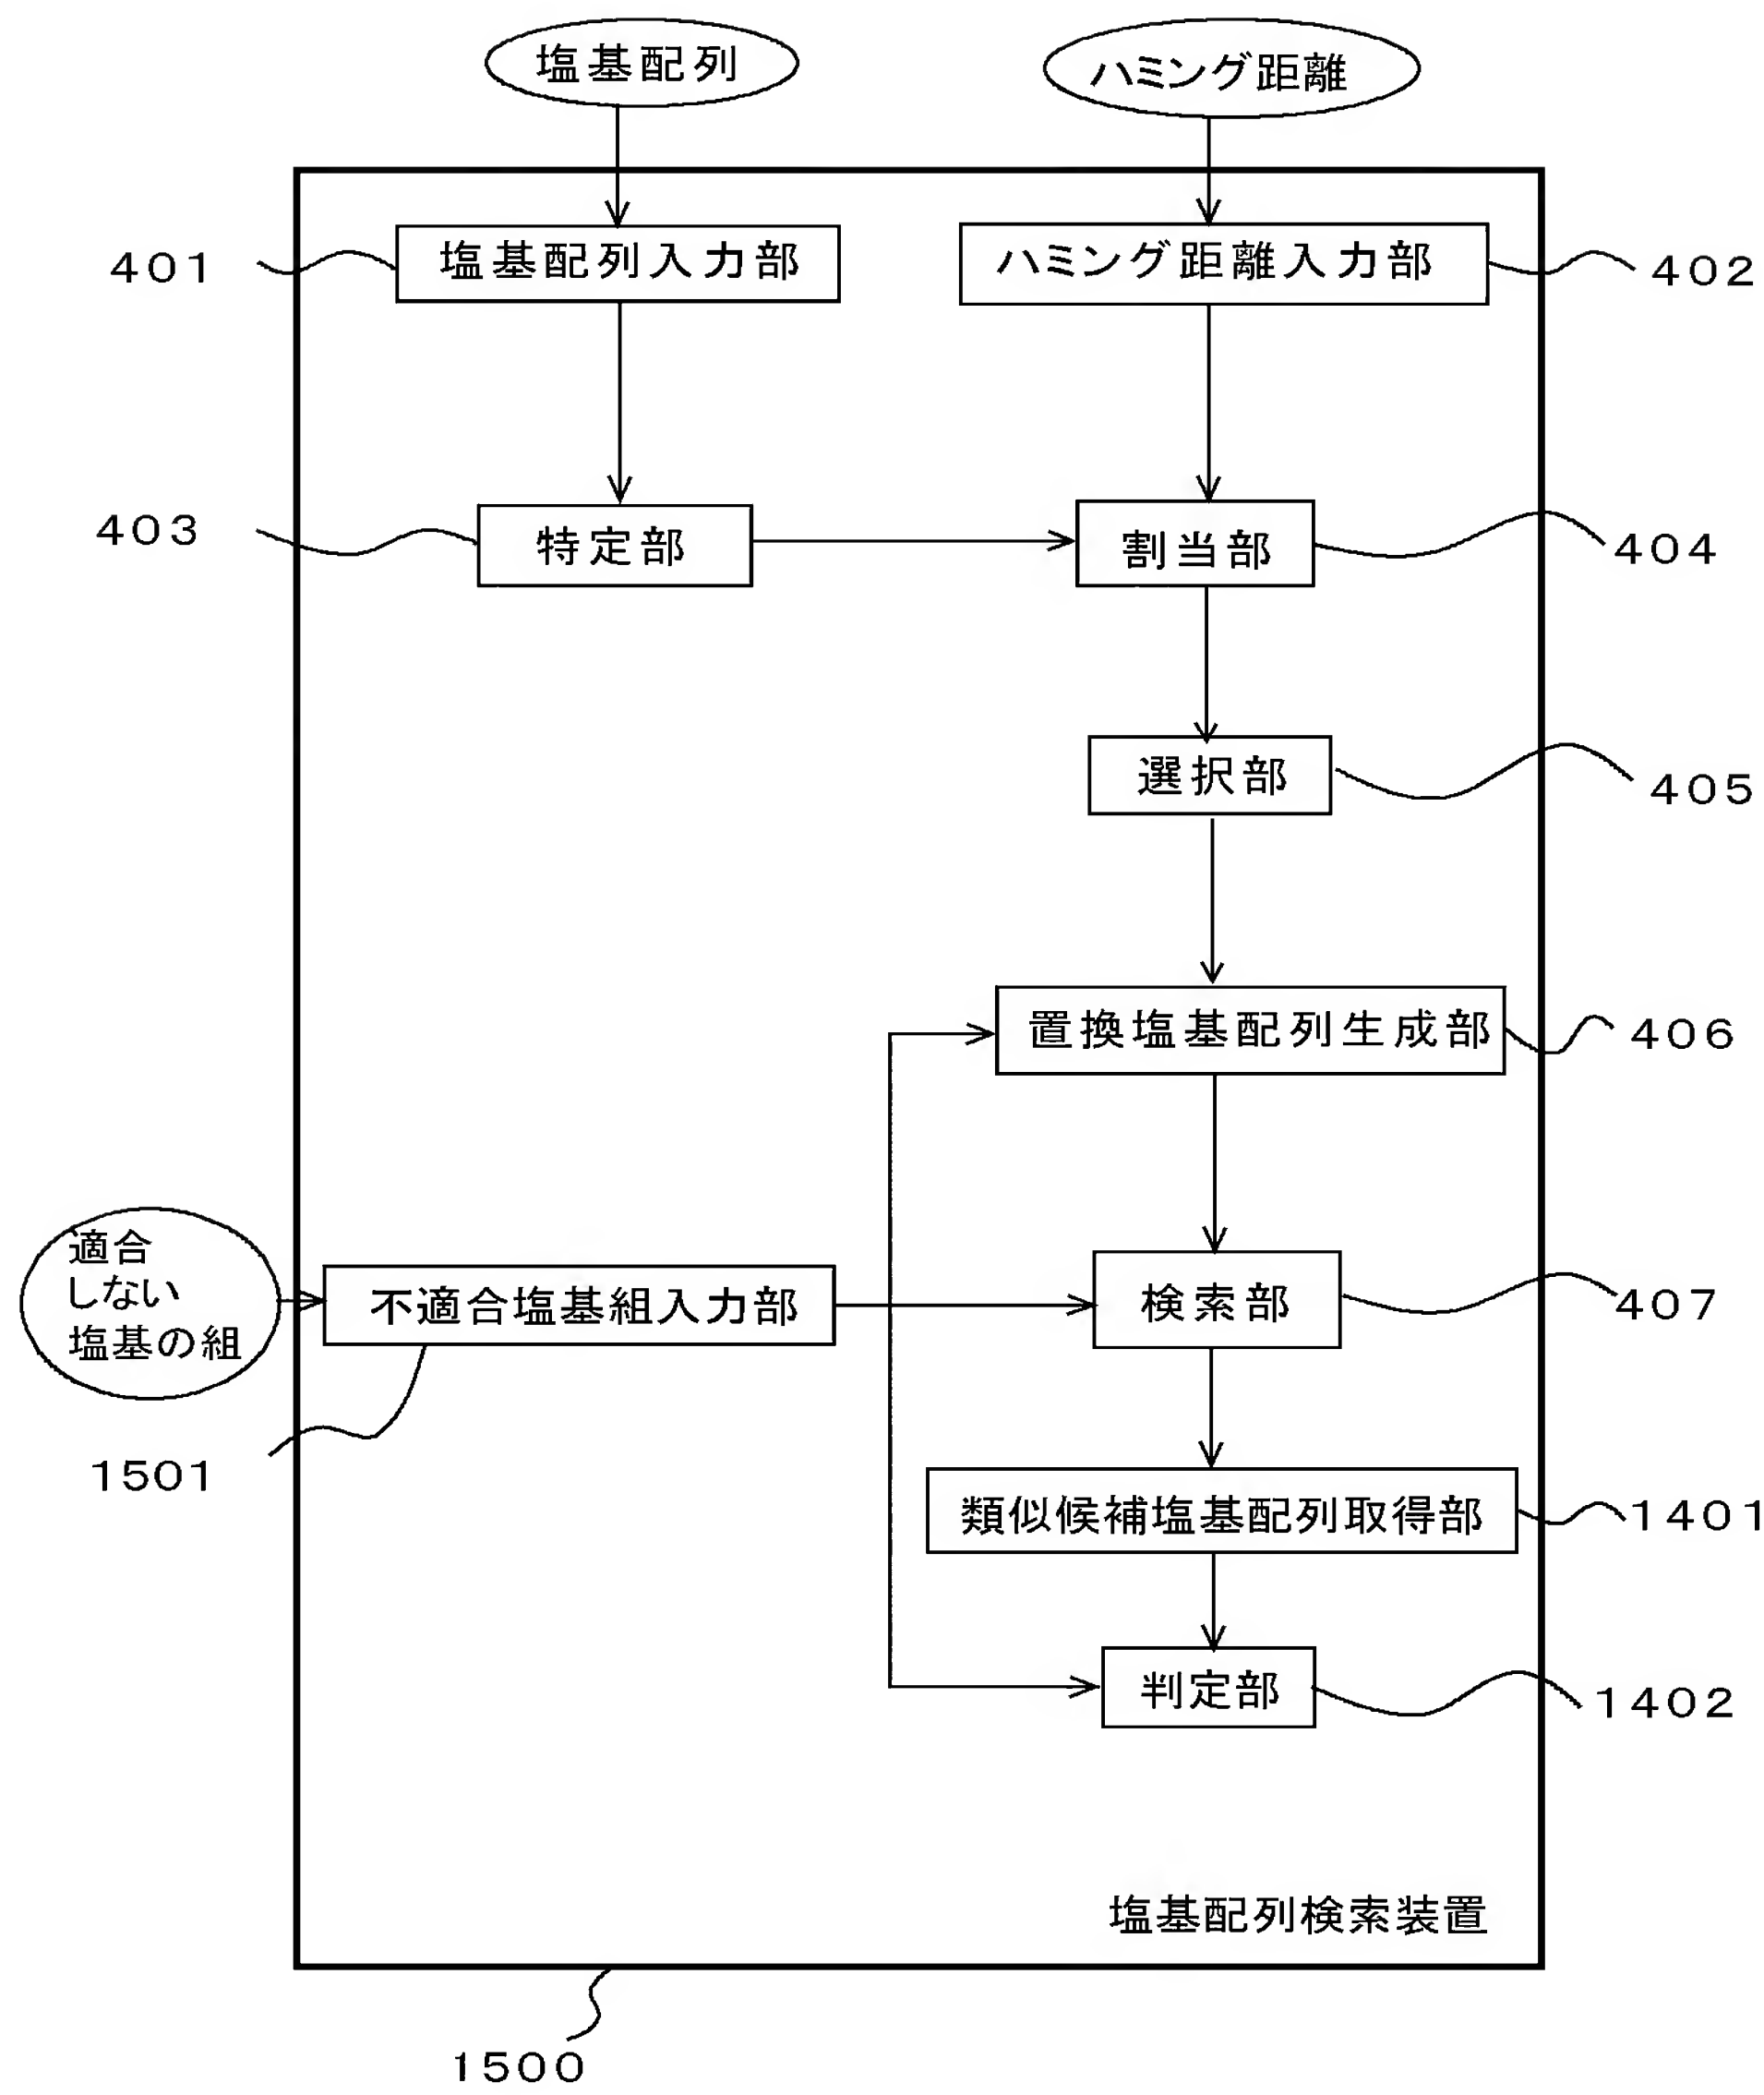 塩基配列
ハミング距離
401
塩基配列入力部
ハミング距離入力部
402
403
特定部
割当部
404
選択部
405
置換塩基配列生成部
406
適合
しない
塩基の組
不適合塩基組入力部
検索部
407
1501
類似候補塩基配列取得部
1401
判定部
1402
塩基配列検索装置
1500